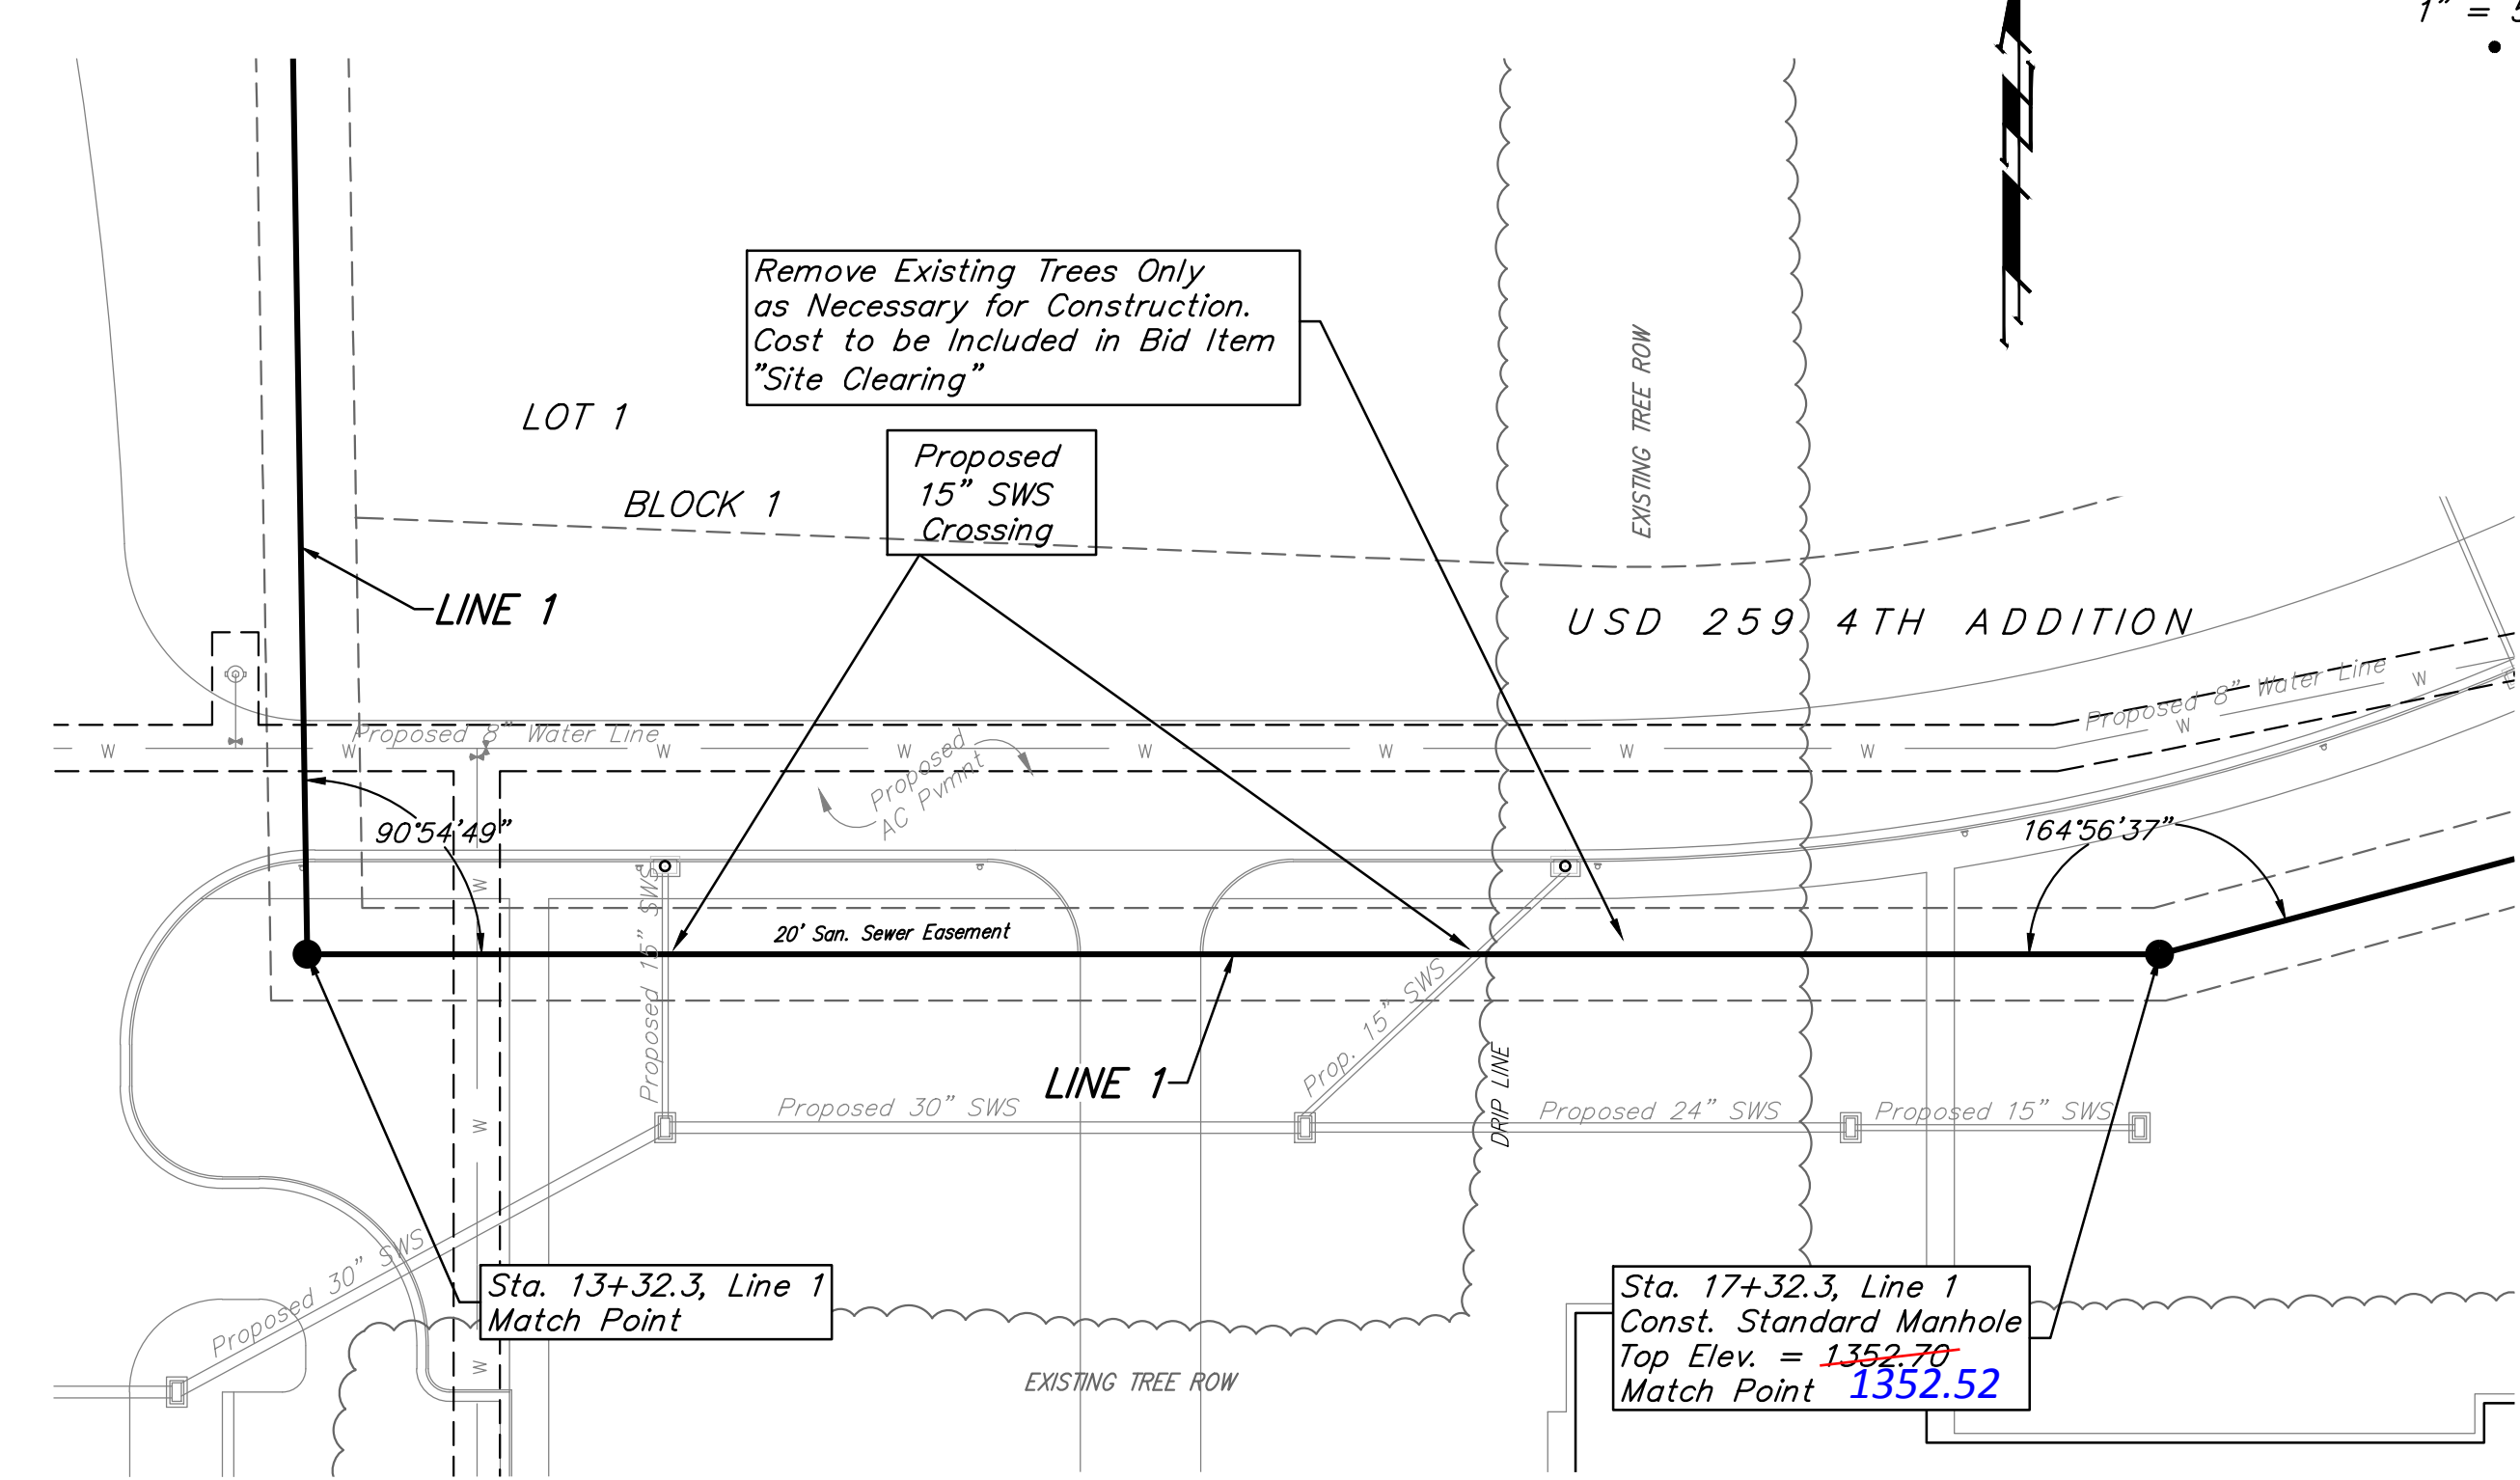 1" = 5
Remove Existing Trees Only
as Necessary for Construction.
Cost to be Included in Bid Item
"Site Clearing"
LOT 1
BLOCK 1
Proposed
15" SWS
Crossing
EXISTING TREE ROW
LINE 1
USD 259 4TH ADDITION
Proposed 8" Water Line
Proposed 8" Water Line
W W W W W W W W W W
Proposed
AC Pvmnt
90°54'49"
164°56'37"
W
Proposed 15" SWS
20' San. Sewer Easement
Prop. 15" SWS
LINE 1
DRIP LINE
Proposed 30" SWS
Proposed 24" SWS
Proposed 15" SWS
W
Proposed 30" SWS
Sta. 13+32.3, Line 1
Match Point
Sta. 17+32.3, Line 1
Const. Standard Manhole
Top Elev. = 1352.70
Match Point 1352.52
W
EXISTING TREE ROW